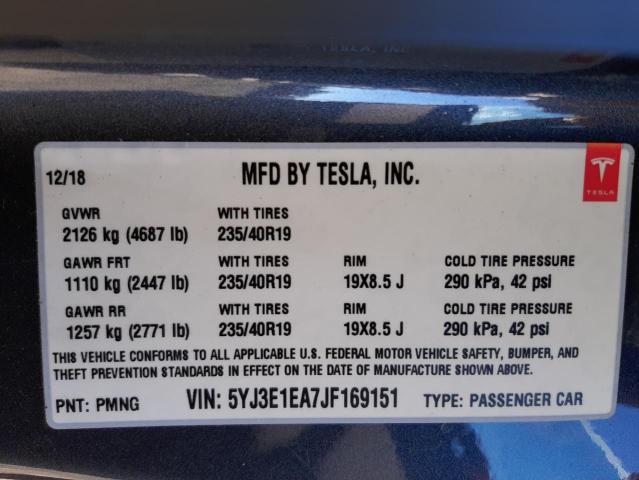 12/18 MFD BY TESLA, INC.
TESLA
GVWR WITH TIRES
2126 kg (4687 lb) 235/40R19
GAWR FRT WITH TIRES RIM COLD TIRE PRESSURE
1110 kg (2447 lb) 235/40R19 19X8.5 J 290 kPa, 42 psi
GAWR RR WITH TIRES RIM COLD TIRE PRESSURE
1257 kg (2771 lb) 235/40R19 19X8.5 J 290 kPa, 42 psi
THIS VEHICLE CONFORMS TO ALL APPLICABLE U.S. FEDERAL MOTOR VEHICLE SAFETY, BUMPER, AND
THEFT PREVENTION STANDARDS IN EFFECT ON THE DATE OF MANUFACTURE SHOWN ABOVE.
PNT: PMNG VIN: 5YJ3E1EA7JF169151 TYPE: PASSENGER CAR